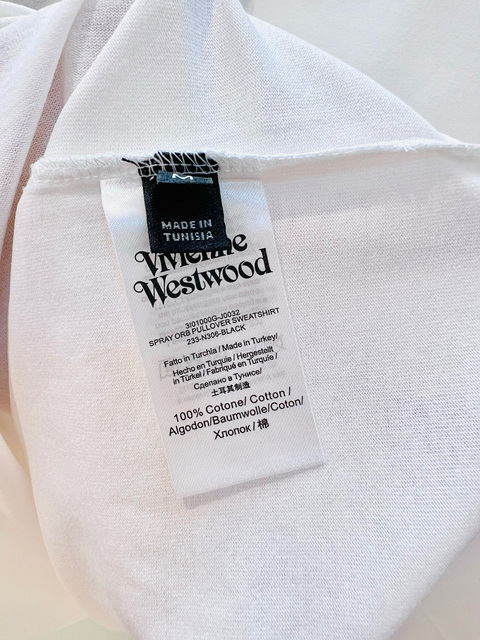 M
MADE IN
TUNISIA
Vivienne
Westwood
3I01000G-J0032
SPRAY ORB PULLOVER SWEATSHIRT
233-N306-BLACK
Fatto in Turchia / Made in Turkey/
Hecho en Turquie / Hergestellt
in Türkei / Fabriqué en Turquie /
Сделано в Тунисе/
土耳其制造
100% Cotone/ Cotton /
Algodon/Baumwolle/Coton/
Хлопок / 棉